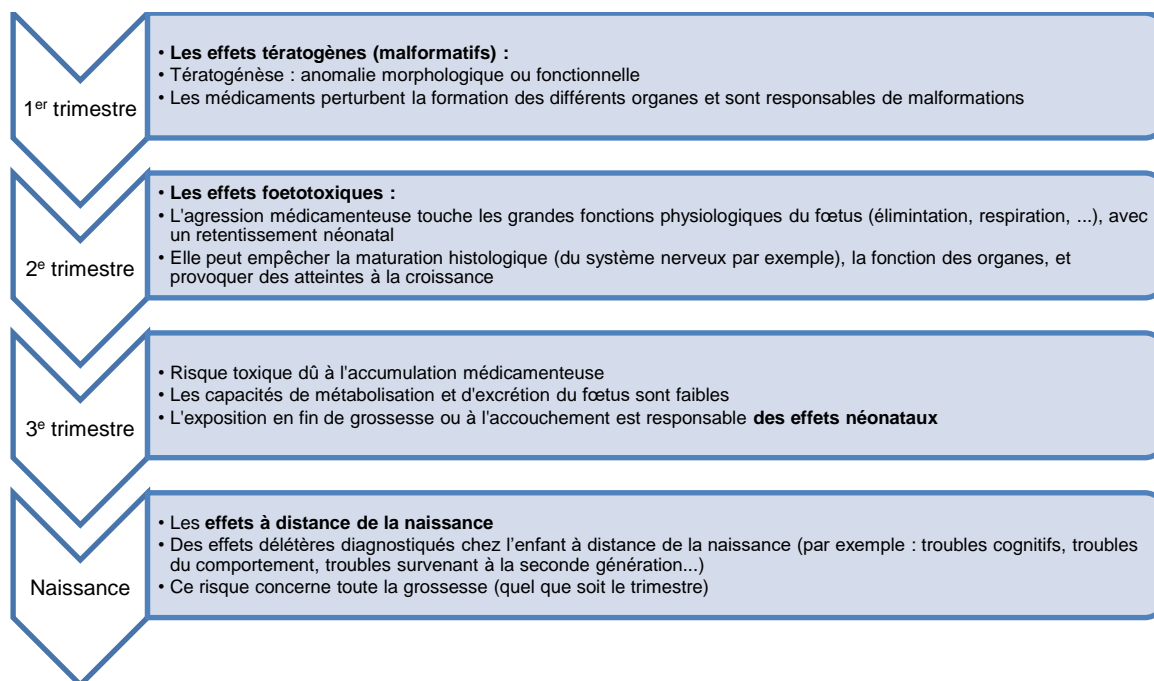 1er trimestre
• Les effets tératogènes (malformatifs) :
• Tératogénèse : anomalie morphologique ou fonctionnelle
• Les médicaments perturbent la formation des différents organes et sont responsables de malformations
2e trimestre
• Les effets foetotoxiques :
• L'agression médicamenteuse touche les grandes fonctions physiologiques du fœtus (élimintation, respiration, ...), avec
un retentissement néonatal
• Elle peut empêcher la maturation histologique (du système nerveux par exemple), la fonction des organes, et
provoquer des atteintes à la croissance
3e trimestre
• Risque toxique dû à l'accumulation médicamenteuse
• Les capacités de métabolisation et d'excrétion du fœtus sont faibles
• L'exposition en fin de grossesse ou à l'accouchement est responsable des effets néonataux
Naissance
• Les effets à distance de la naissance
• Des effets délétères diagnostiqués chez l’enfant à distance de la naissance (par exemple : troubles cognitifs, troubles
du comportement, troubles survenant à la seconde génération...)
• Ce risque concerne toute la grossesse (quel que soit le trimestre)